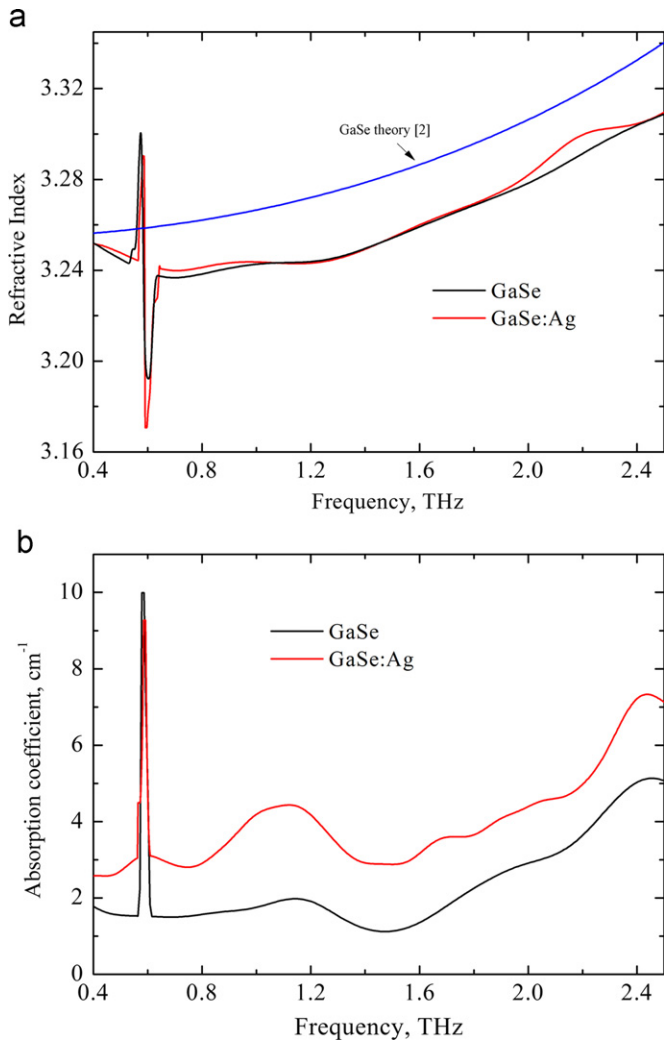 a
3.32
3.28
3.24
3.20
3.16
Refractive Index
GaSe theory [2]
GaSe
GaSe:Ag
0.4 0.8 1.2 1.6 2.0 2.4
Frequency, THz
b
10
8
6
4
2
0
Absorption coefficient, cm⁻¹
GaSe
GaSe:Ag
0.4 0.8 1.2 1.6 2.0 2.4
Frequency, THz